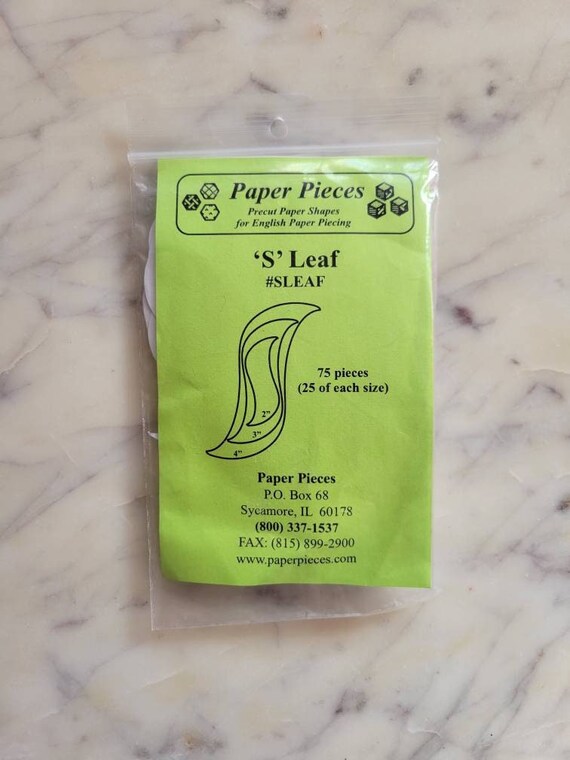 Paper Pieces
Precut Paper Shapes
for English Paper Piecing
‘S’ Leaf
#SLEAF
75 pieces
(25 of each size)
2"
3"
4"
Paper Pieces
P.O. Box 68
Sycamore, IL 60178
(800) 337-1537
FAX: (815) 899-2900
www.paperpieces.com